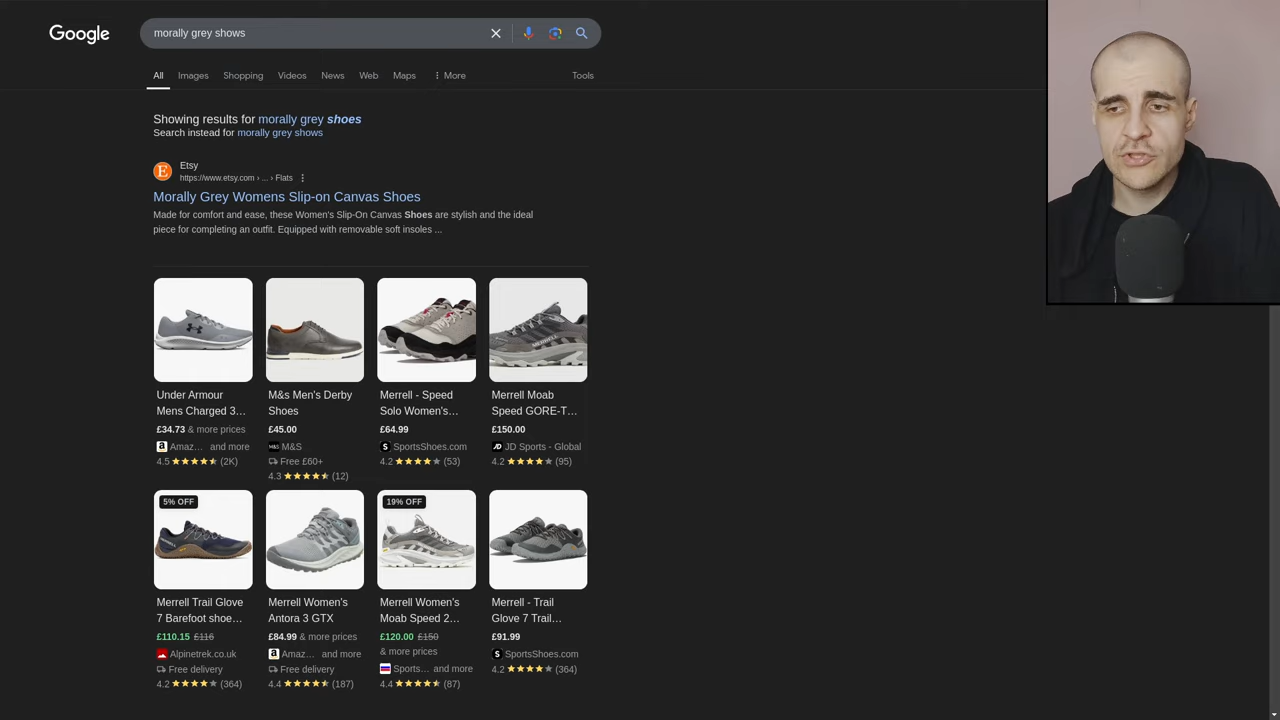 Google
morally grey shows
All Images Shopping Videos News Web Maps More Tools
Showing results for morally grey shoes
Search instead for morally grey shows
Etsy
https://www.etsy.com › ... › Flats
Morally Grey Womens Slip-on Canvas Shoes
Made for comfort and ease, these Women's Slip-On Canvas Shoes are stylish and the ideal
piece for completing an outfit. Equipped with removable soft insoles ...
Under Armour
Mens Charged 3...
£34.73 & more prices
Amaz... and more
4.5 (2K)
M&s Men's Derby
Shoes
£45.00
M&S
Free £60+
4.3 (12)
Merrell - Speed
Solo Women's...
£64.99
SportsShoes.com
4.2 (53)
MERRELL
Merrell Moab
Speed GORE-T...
£150.00
JD Sports - Global
4.2 (95)
5% OFF
Merrell Trail Glove
7 Barefoot shoe...
£110.15 £116
Alpinetrek.co.uk
Free delivery
4.2 (364)
Merrell Women's
Antora 3 GTX
£84.99 & more prices
Amaz... and more
Free delivery
4.4 (187)
19% OFF
Merrell Women's
Moab Speed 2...
£120.00 £150
& more prices
Sports... and more
4.4 (87)
Merrell - Trail
Glove 7 Trail...
£91.99
SportsShoes.com
4.2 (364)